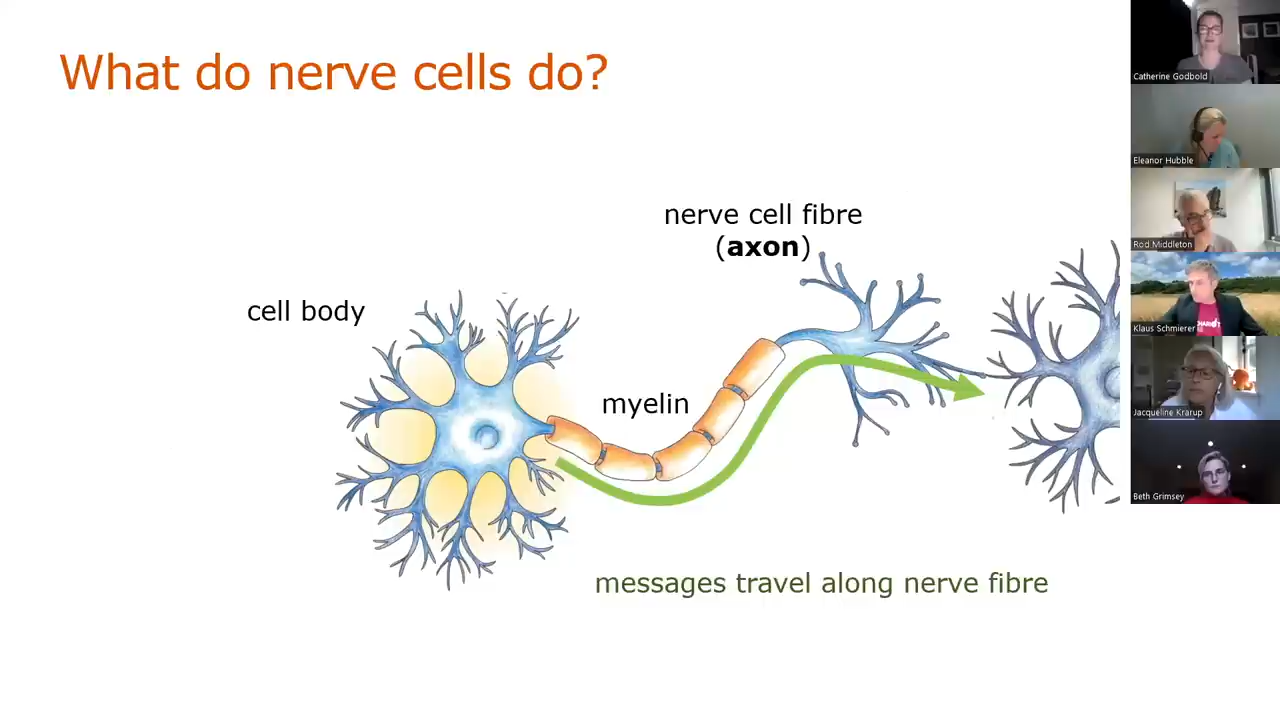 What do nerve cells do?
nerve cell fibre
(axon)
cell body
myelin
messages travel along nerve fibre
Catherine Godbold
Eleanor Hubble
Rod Middleton
Klaus Schmierer
CHARIOT
Jacqueline Krarup
Beth Grimsey